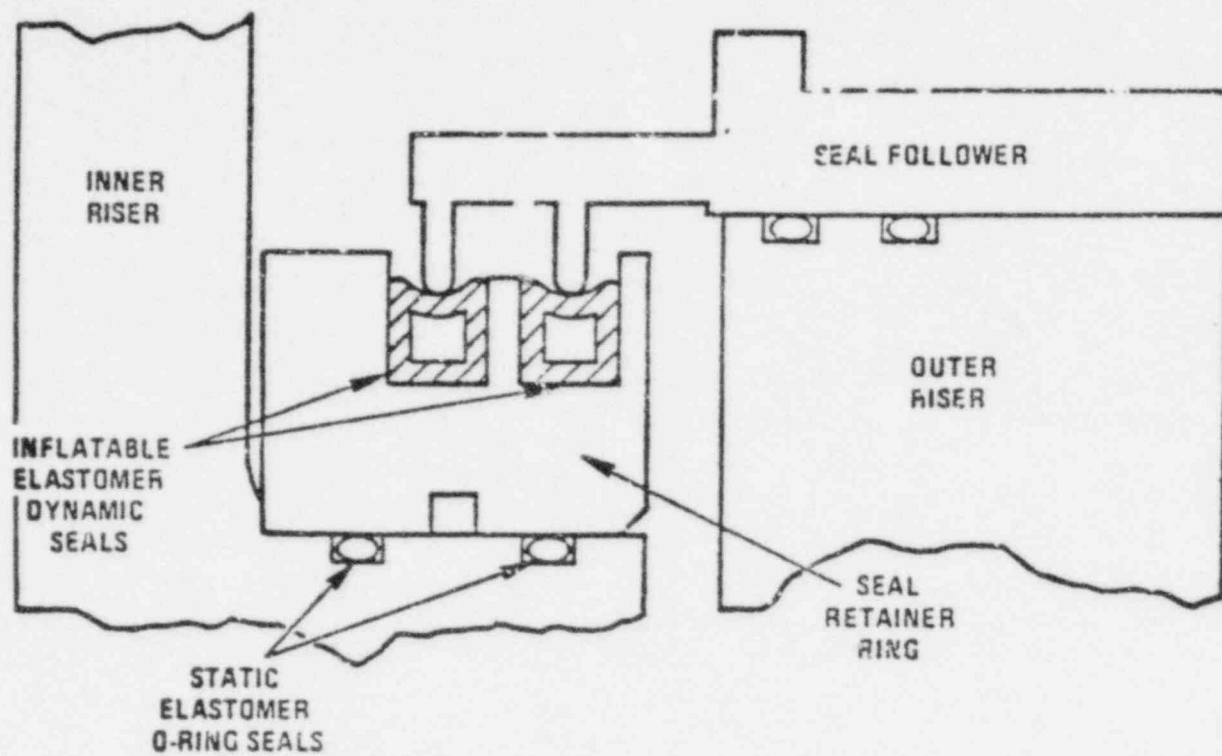 INNER
RISER
SEAL FOLLOWER
OUTER
RISER
INFLATABLE
ELASTOMER
DYNAMIC
SEALS
SEAL
RETAINER
RING
STATIC
ELASTOMER
O-RING SEALS